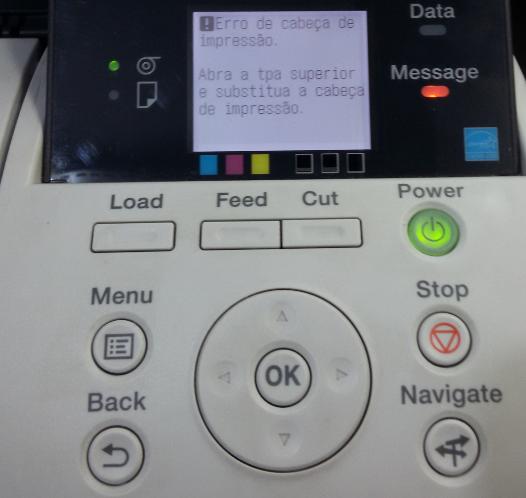 Data
!Erro de cabeça de
impressão.
Abra a tpa superior
e substitua a cabeça
de impressão.
Message
Load
Feed
Cut
Power
Menu
Stop
OK
Back
Navigate